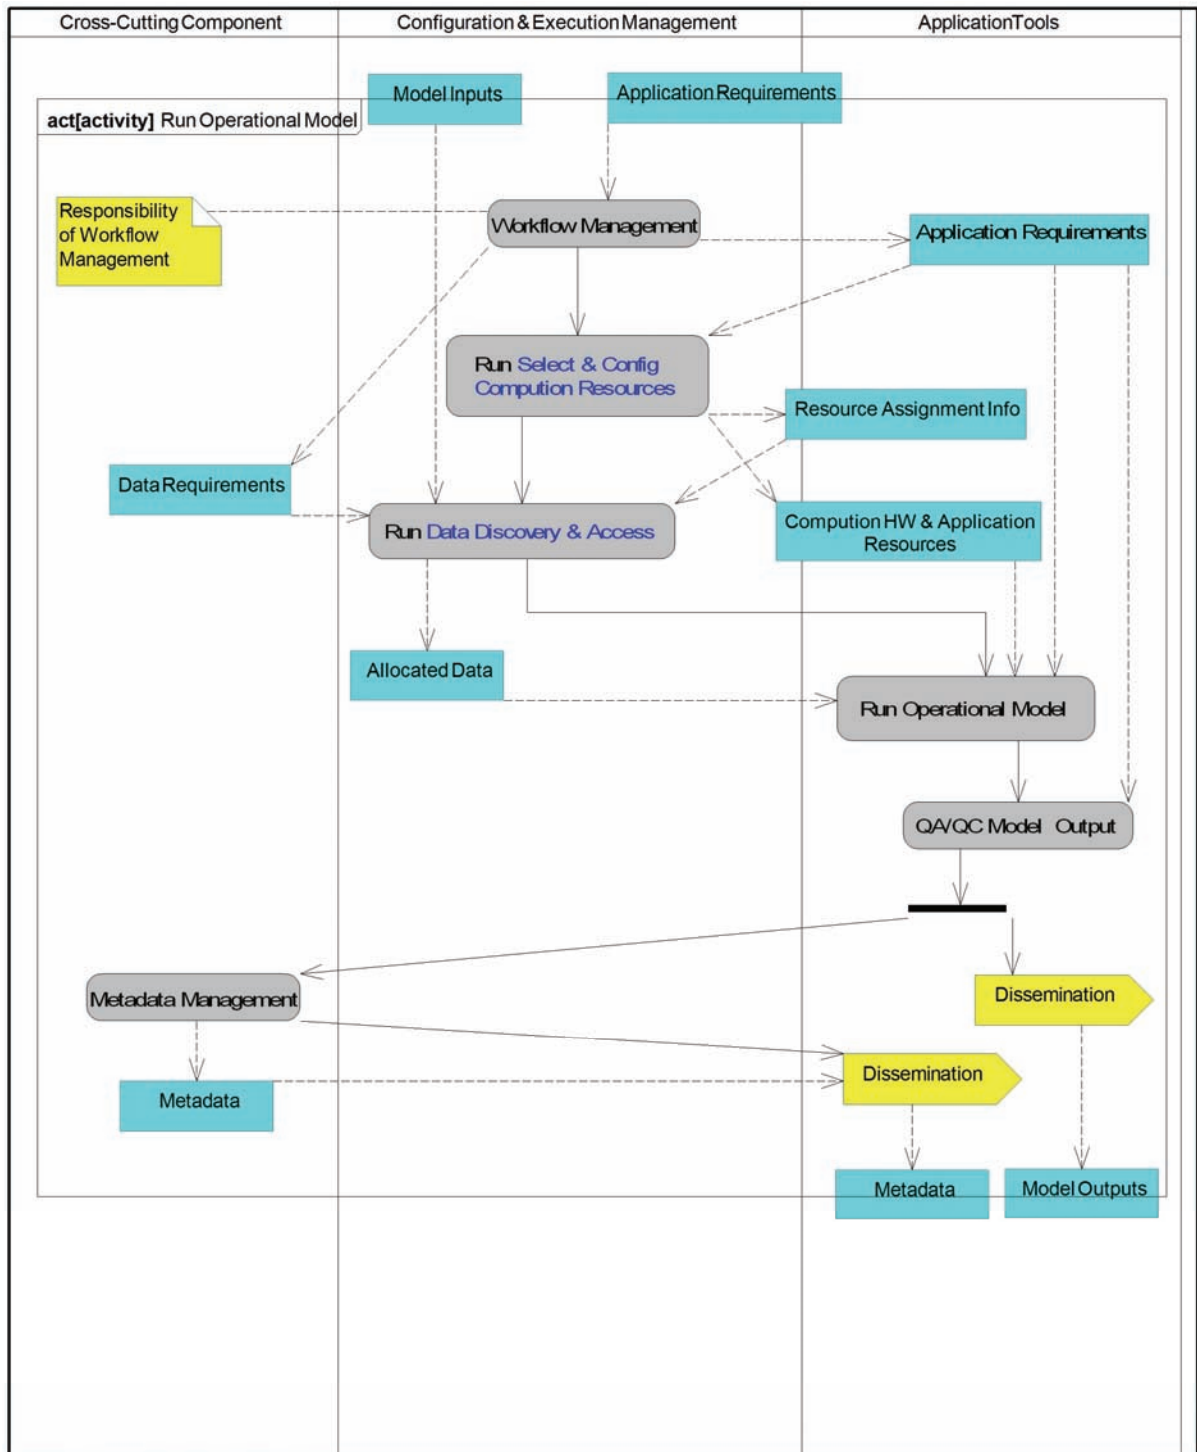 Cross-Cutting Component
Configuration & Execution Management
Application Tools
Model Inputs
Application Requirements
act[activity] Run Operational Model
Responsibility
of Workflow
Management
Workflow Management
Application Requirements
Run Select & Config
Compution Resources
Resource Assignment Info
Data Requirements
Run Data Discovery & Access
Compution HW & Application
Resources
Allocated Data
Run Operational Model
QA/QC Model Output
Metadata Management
Dissemination
Dissemination
Metadata
Metadata
Model Outputs